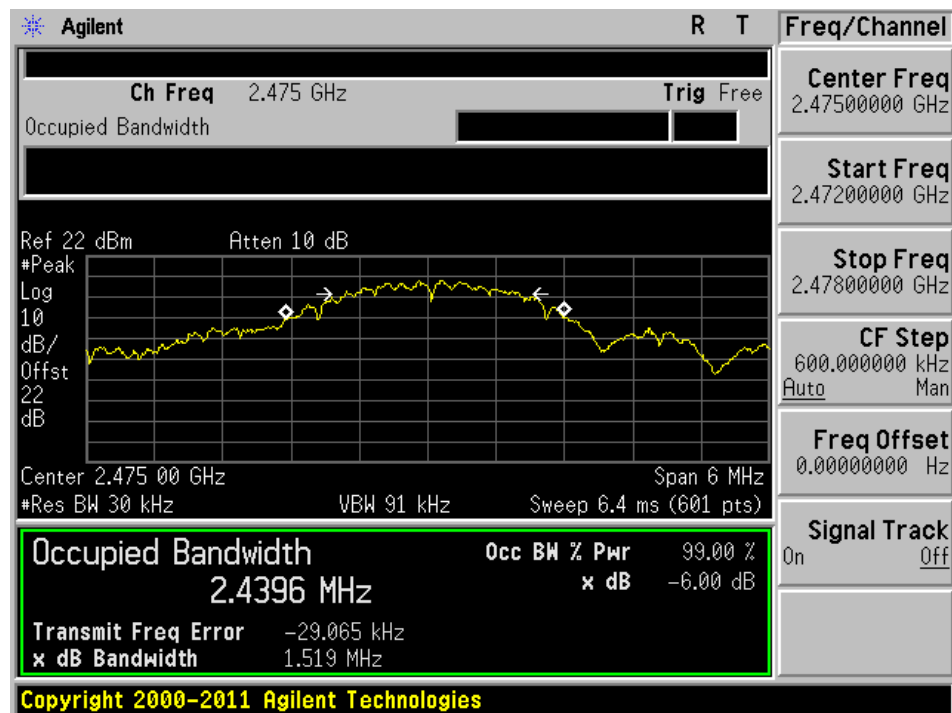 Agilent R T
Freq/Channel
Ch Freq 2.475 GHz Trig Free
Occupied Bandwidth
Center Freq
2.47500000 GHz
Start Freq
2.47200000 GHz
Stop Freq
2.47800000 GHz
CF Step
600.000000 kHz
Auto Man
Freq Offset
0.00000000 Hz
Signal Track
On Off
Ref 22 dBm Atten 10 dB
#Peak
Log
10
dB/
Offst
22
dB
Center 2.475 00 GHz Span 6 MHz
#Res BW 30 kHz VBW 91 kHz Sweep 6.4 ms (601 pts)
Occupied Bandwidth
2.4396 MHz
Occ BW % Pwr 99.00 %
x dB -6.00 dB
Transmit Freq Error -29.065 kHz
x dB Bandwidth 1.519 MHz
Copyright 2000-2011 Agilent Technologies